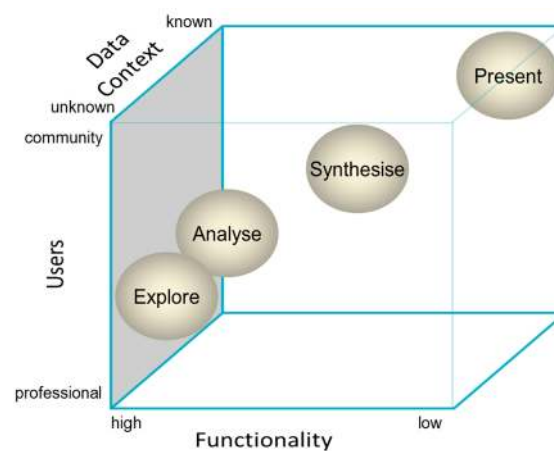 known
Data
Context
unknown
community
Present
Synthesise
Analyse
Users
Explore
professional
high
low
Functionality